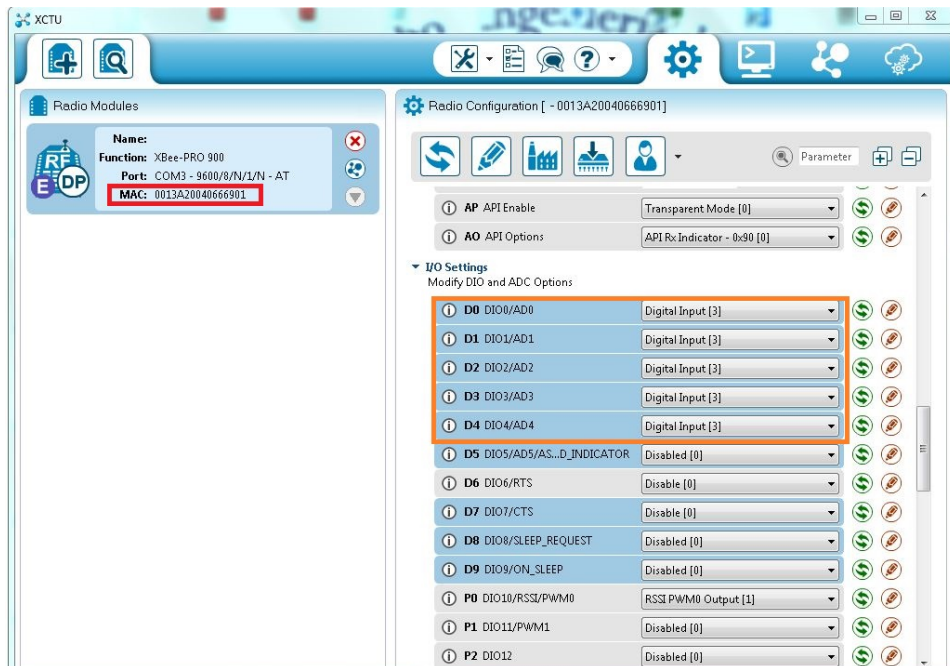 XCTU
Radio Modules
Name:
Function: XBee-PRO 900
Port: COM3 - 9600/8/N/1/N - AT
MAC: 0013A20040666901
RF
E
DP
Radio Configuration [ - 0013A20040666901]
Parameter
AP API Enable Transparent Mode [0]
AO API Options API Rx Indicator - 0x90 [0]
I/O Settings
Modify DIO and ADC Options
D0 DIO0/AD0 Digital Input [3]
D1 DIO1/AD1 Digital Input [3]
D2 DIO2/AD2 Digital Input [3]
D3 DIO3/AD3 Digital Input [3]
D4 DIO4/AD4 Digital Input [3]
D5 DIO5/AD5/AS...D_INDICATOR Disabled [0]
D6 DIO6/RTS Disable [0]
D7 DIO7/CTS Disable [0]
D8 DIO8/SLEEP_REQUEST Disabled [0]
D9 DIO9/ON_SLEEP Disabled [0]
P0 DIO10/RSSI/PWM0 RSSI PWM0 Output [1]
P1 DIO11/PWM1 Disabled [0]
P2 DIO12 Disabled [0]